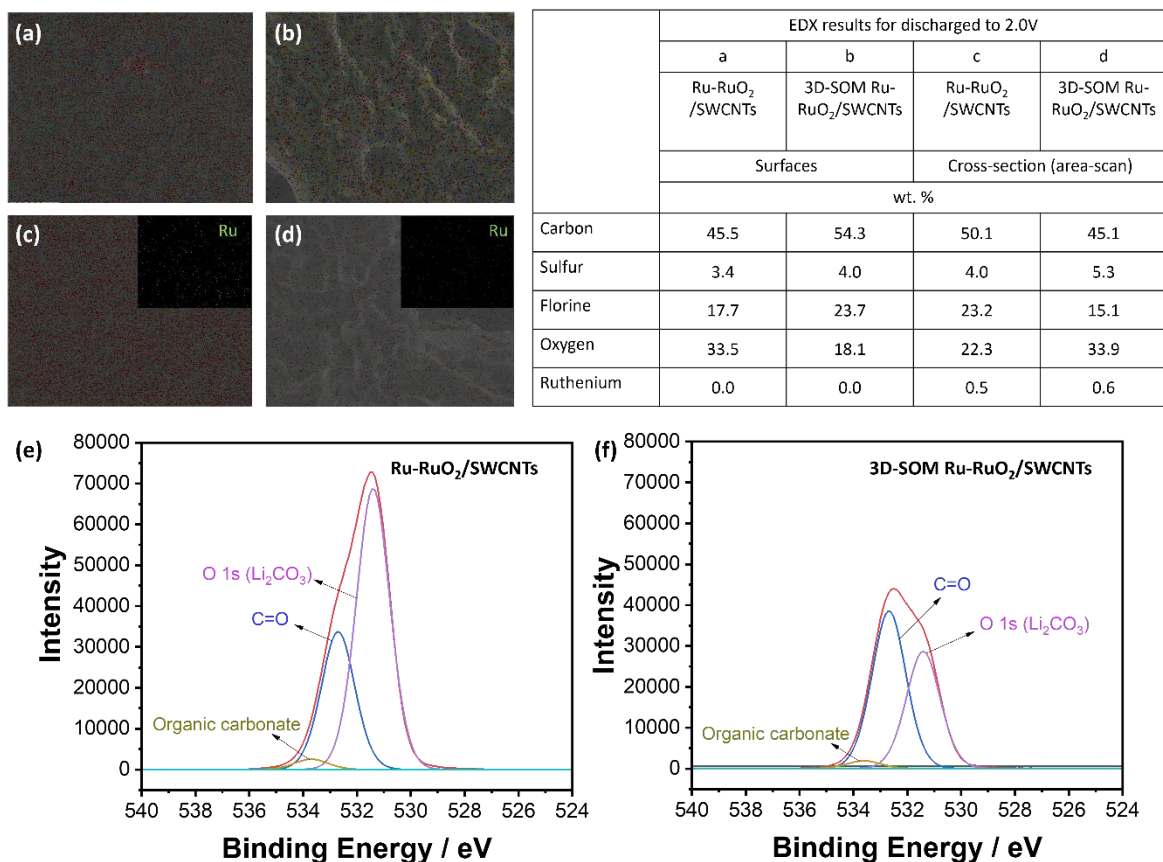 (a)
(b)
(c)
Ru
(d)
Ru
EDX results for discharged to 2.0V
a b c d
Ru-RuO₂ 3D-SOM Ru- Ru-RuO₂ 3D-SOM Ru-
/SWCNTs RuO₂/SWCNTs /SWCNTs RuO₂/SWCNTs
Surfaces Cross-section (area-scan)
wt. %
Carbon 45.5 54.3 50.1 45.1
Sulfur 3.4 4.0 4.0 5.3
Florine 17.7 23.7 23.2 15.1
Oxygen 33.5 18.1 22.3 33.9
Ruthenium 0.0 0.0 0.5 0.6
(e)
Ru-RuO₂/SWCNTs
O 1s (Li₂CO₃)
C=O
Organic carbonate
Intensity
80000
70000
60000
50000
40000
30000
20000
10000
0
540 538 536 534 532 530 528 526 524
Binding Energy / eV
(f)
3D-SOM Ru-RuO₂/SWCNTs
C=O
O 1s (Li₂CO₃)
Organic carbonate
Intensity
80000
70000
60000
50000
40000
30000
20000
10000
0
540 538 536 534 532 530 528 526 524
Binding Energy / eV